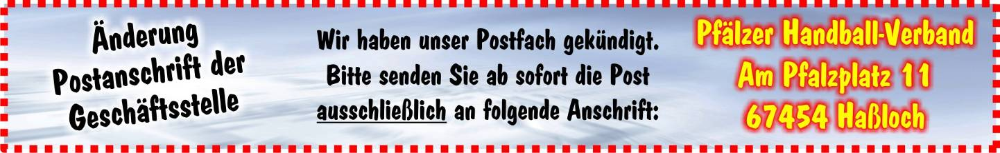 Änderung
Postanschrift der
Geschäftsstelle
Wir haben unser Postfach gekündigt.
Bitte senden Sie ab sofort die Post
ausschließlich an folgende Anschrift:
Pfälzer Handball-Verband
Am Pfalzplatz 11
67454 Haßloch